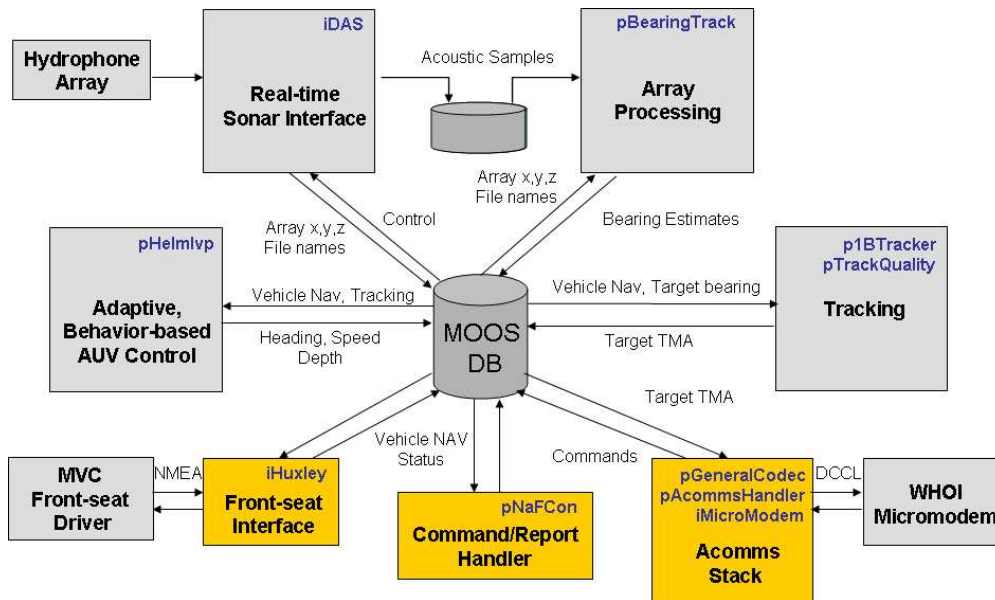 iDAS
pBearingTrack
Hydrophone
Array
Real-time
Sonar Interface
Acoustic Samples
Array
Processing
Array x,y,z
File names
Control
Array x,y,z
File names
Bearing Estimates
pHelmIvp
Adaptive,
Behavior-based
AUV Control
Vehicle Nav, Tracking
Heading, Speed
Depth
MOOS
DB
Vehicle Nav, Target bearing
Target TMA
p1BTracker
pTrackQuality
Tracking
Target TMA
Vehicle NAV
Status
Commands
MVC
Front-seat
Driver
NMEA
iHuxley
Front-seat
Interface
pNaFCon
Command/Report
Handler
pGeneralCodec
pAcommsHandler
iMicroModem
Acomms
Stack
DCCL
WHOI
Micromodem